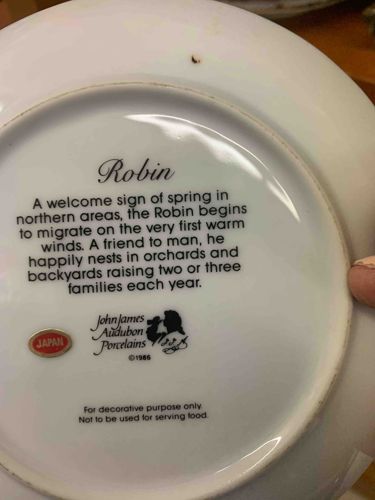 Robin
A welcome sign of spring in
northern areas, the Robin begins
to migrate on the very first warm
winds. A friend to man, he
happily nests in orchards and
backyards raising two or three
families each year.
JAPAN
John James
Audubon
Porcelains
©1986
For decorative purpose only.
Not to be used for serving food.